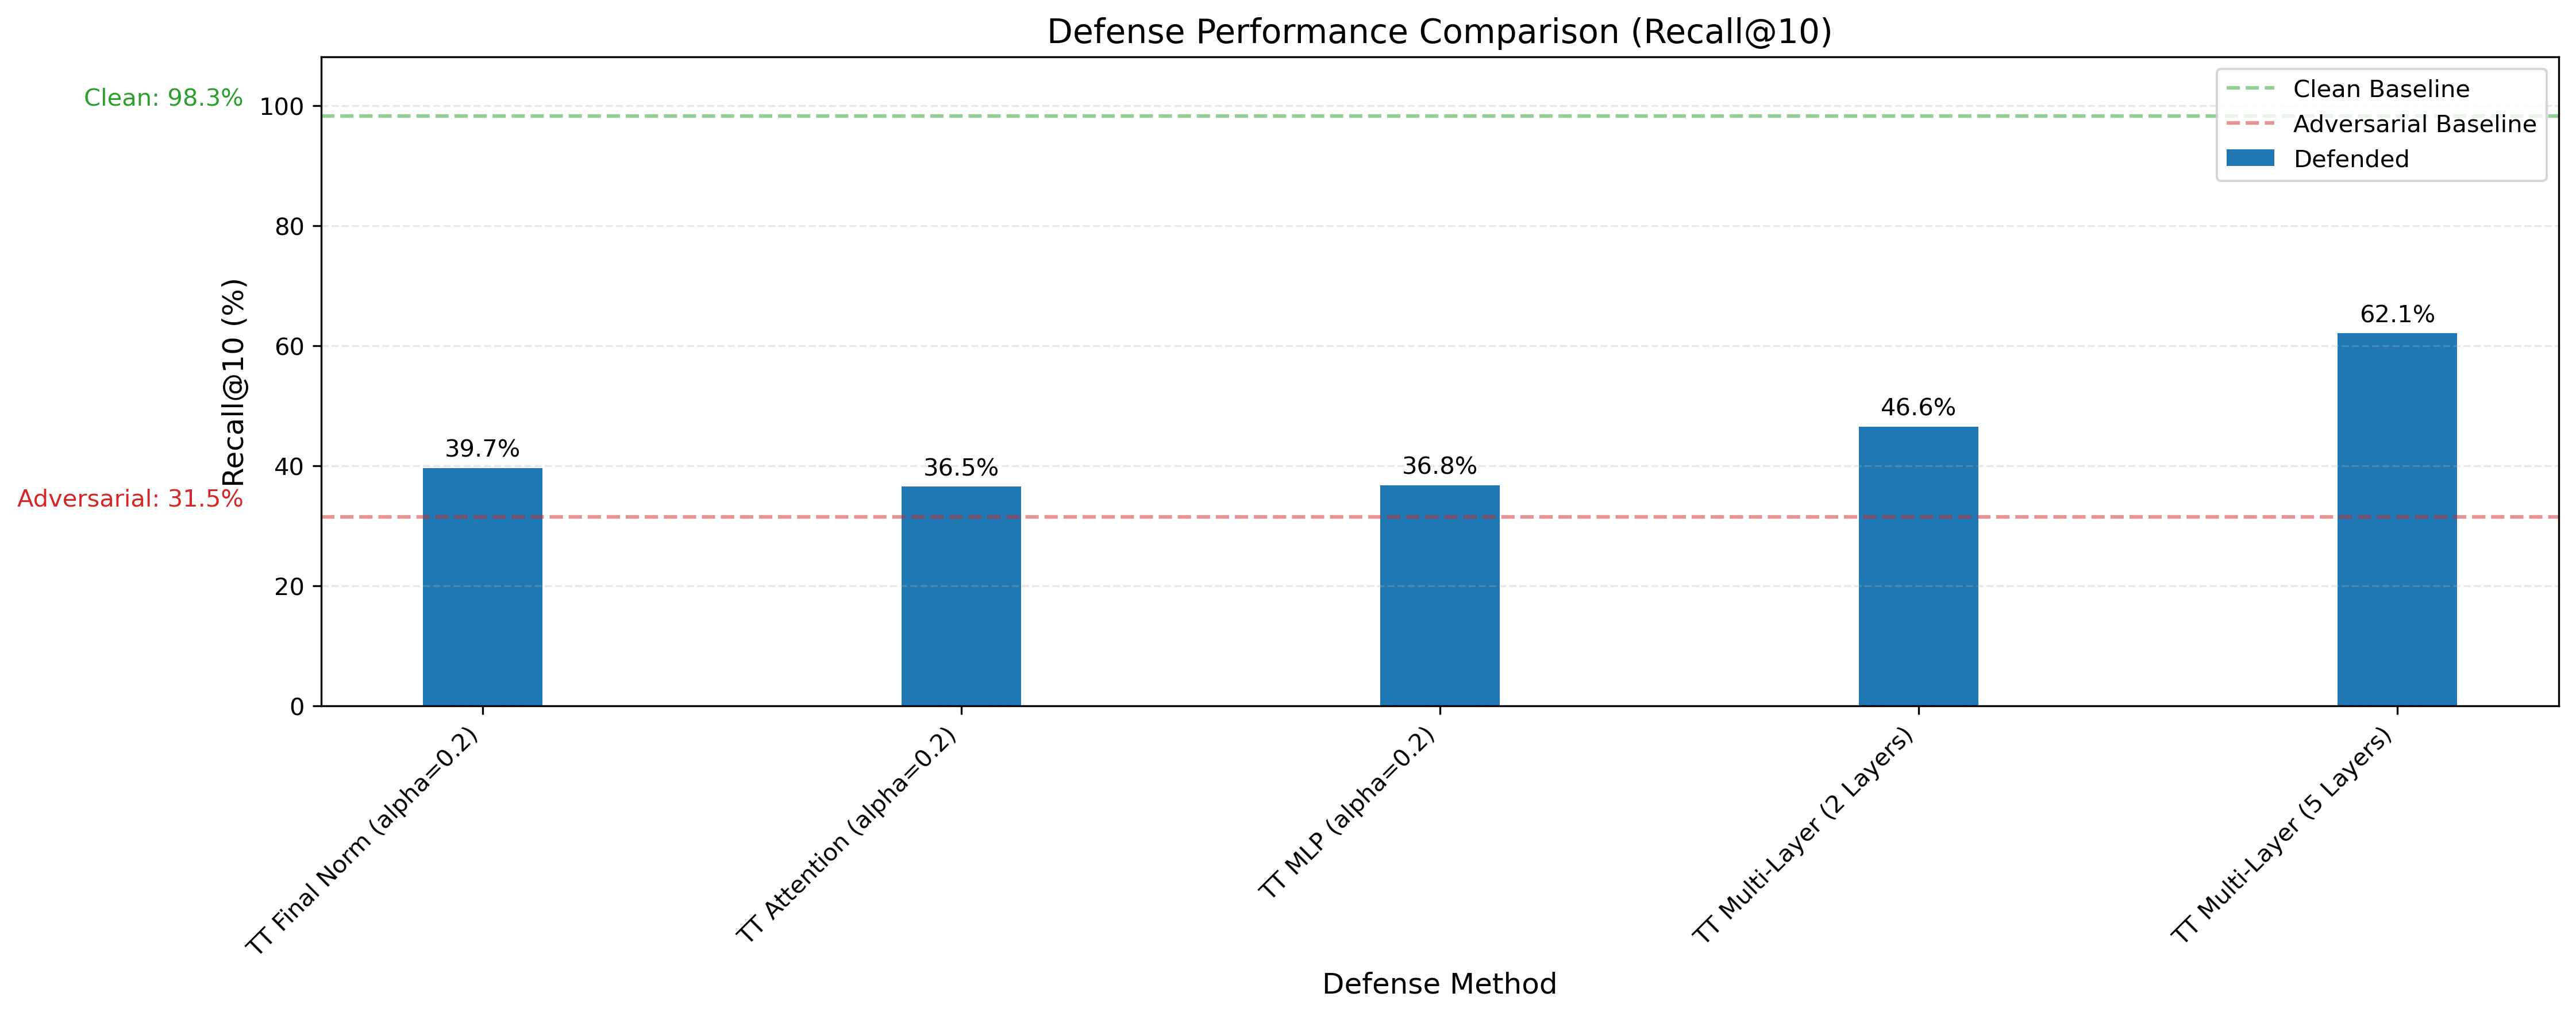 Defense Performance Comparison (Recall@10)
Clean: 98.3%
Adversarial: 31.5%
Recall@10 (%)
100
80
60
40
20
0
Clean Baseline
Adversarial Baseline
Defended
39.7%
36.5%
36.8%
46.6%
62.1%
TT Final Norm (alpha=0.2)
TT Attention (alpha=0.2)
TT MLP (alpha=0.2)
TT Multi-Layer (2 Layers)
TT Multi-Layer (5 Layers)
Defense Method